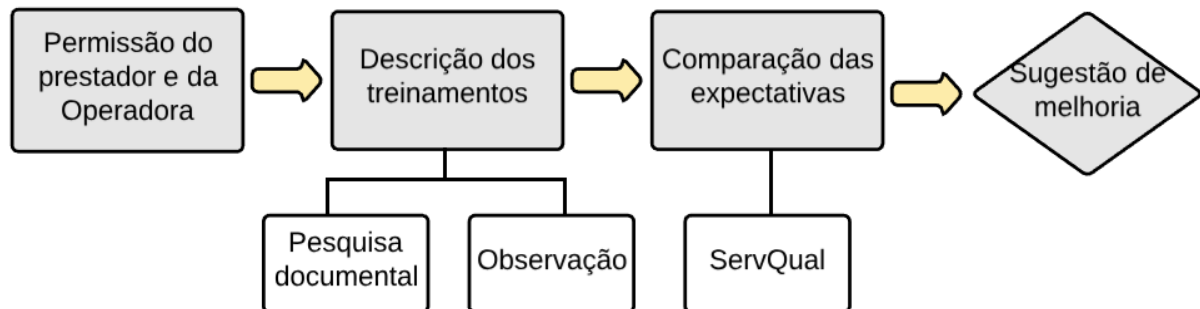 Permissão do
prestador e da
Operadora
Descrição dos
treinamentos
Comparação das
expectativas
Sugestão de
melhoria
Pesquisa
documental
Observação
ServQual